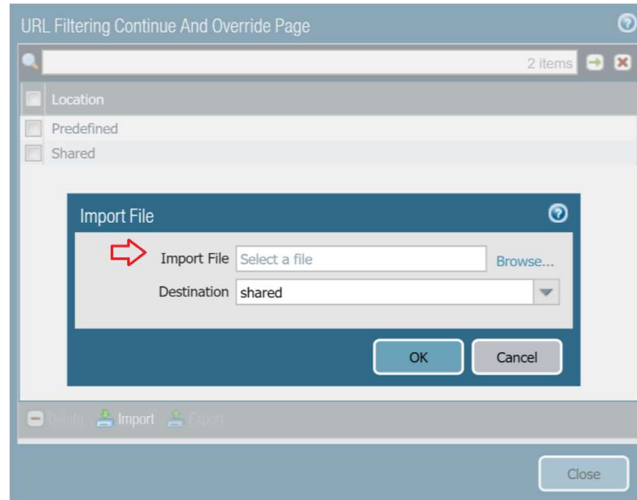 URL Filtering Continue And Override Page
2 items
Location
Predefined
Shared
Import File
Import File Select a file Browse...
Destination shared
OK Cancel
Delete Import Export
Close